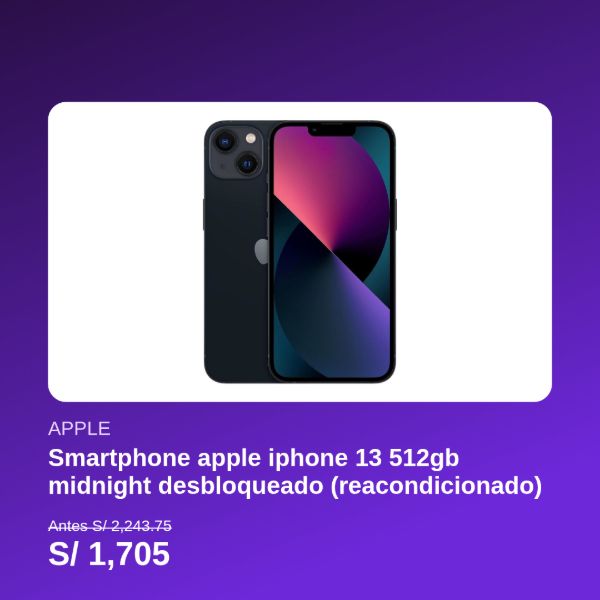 APPLE
Smartphone apple iphone 13 512gb
midnight desbloqueado (reacondicionado)
Antes S/ 2,243.75
S/ 1,705